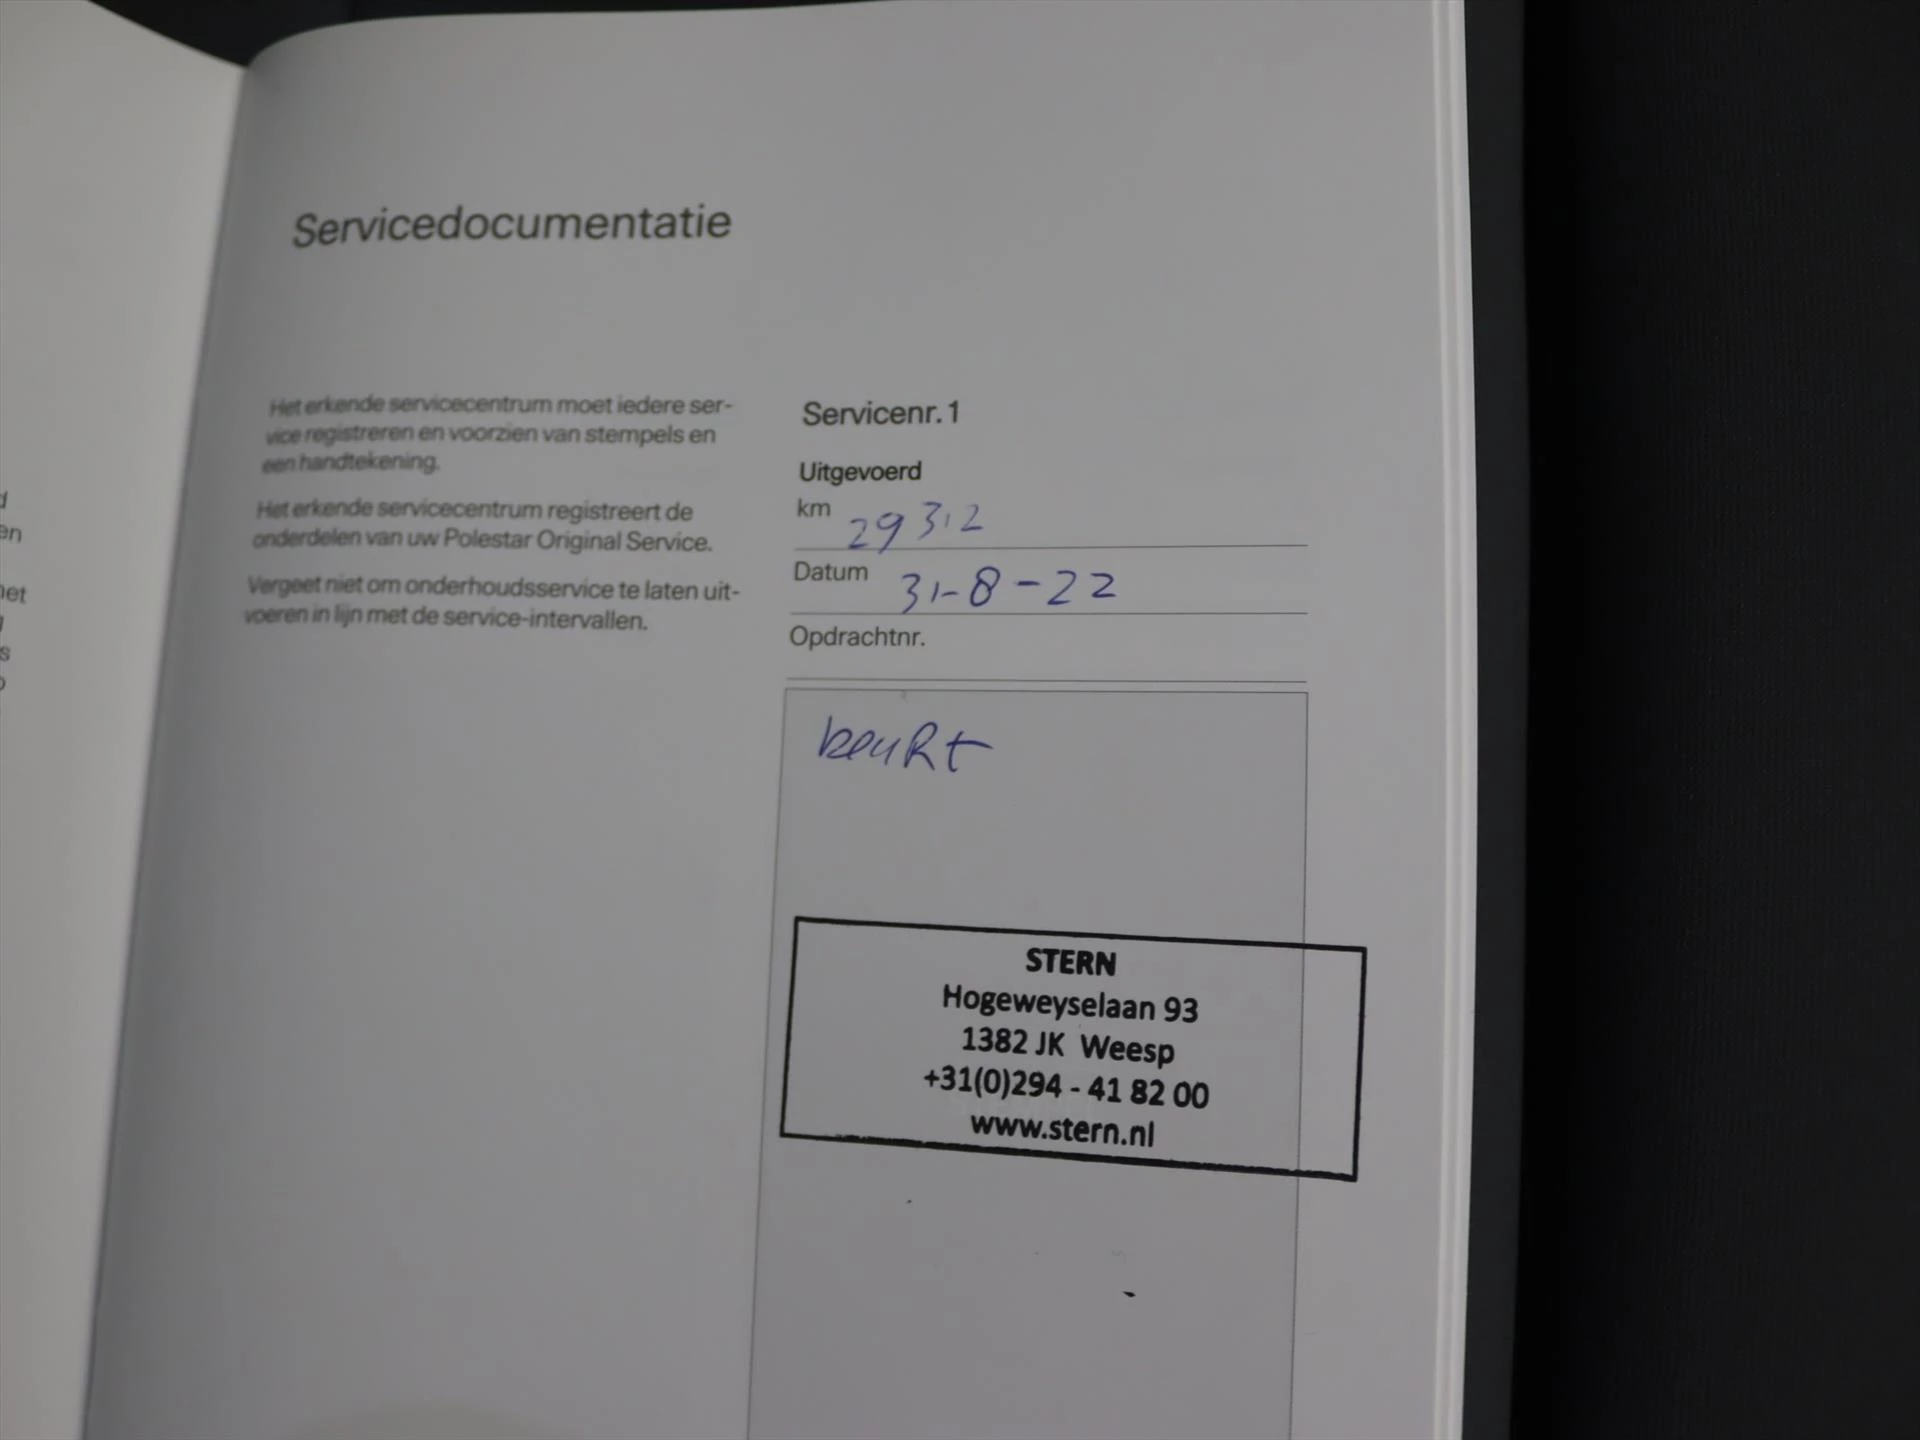 Servicedocumentatie
Het erkende servicecentrum moet iedere ser-
vice registreren en voorzien van stempels en
een handtekening.
Het erkende servicecentrum registreert de
onderdelen van uw Polestar Original Service.
Vergeet niet om onderhoudsservice te laten uit-
voeren in lijn met de service-intervallen.
Servicenr. 1
Uitgevoerd
km 29312
Datum 31-8-22
Opdrachtnr.
beuRt
STERN
Hogeweyselaan 93
1382 JK Weesp
+31(0)294 - 41 82 00
www.stern.nl